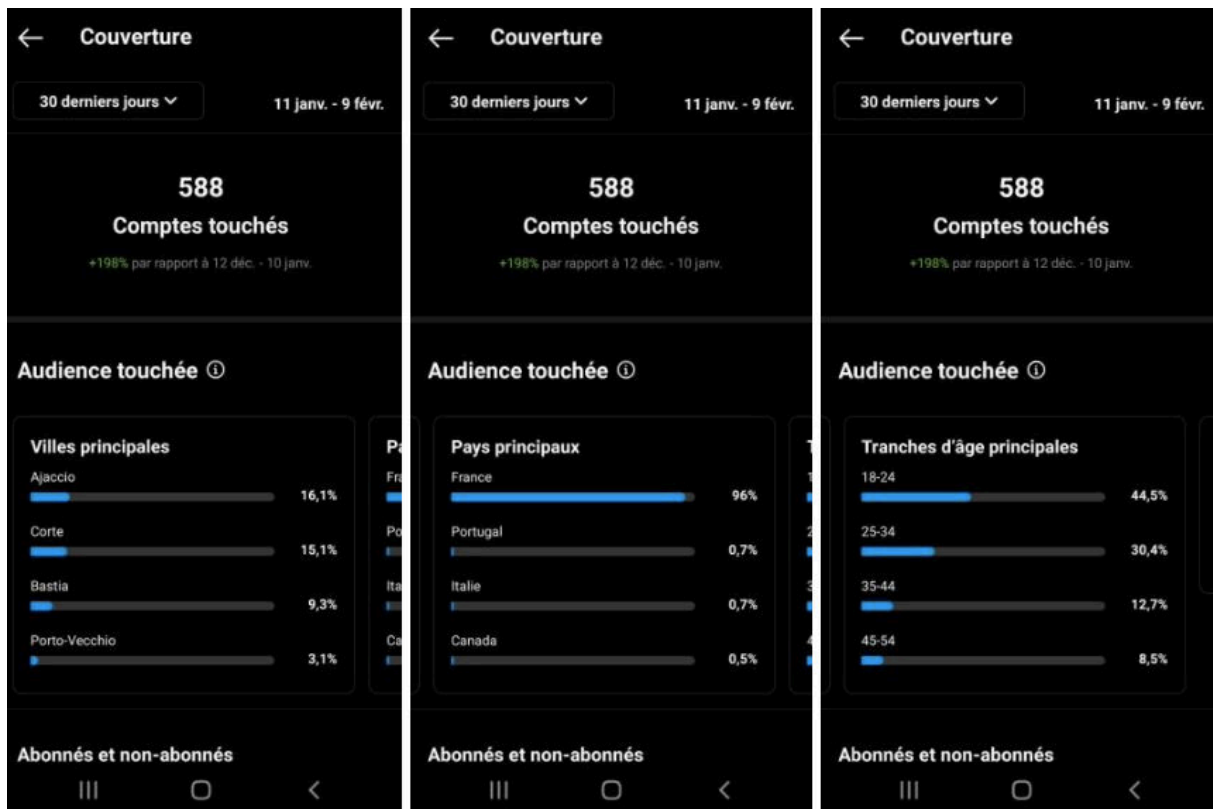 Couverture
30 derniers jours
11 janv. - 9 févr.
588
Comptes touchés
+198% par rapport à 12 déc. - 10 janv.
Audience touchée
Villes principales
Ajaccio
16,1%
Corte
15,1%
Bastia
9,3%
Porto-Vecchio
3,1%
Pa
Fra
Po
Ita
Ca
Abonnés et non-abonnés
Couverture
30 derniers jours
11 janv. - 9 févr.
588
Comptes touchés
+198% par rapport à 12 déc. - 10 janv.
Audience touchée
Pays principaux
France
96%
Portugal
0,7%
Italie
0,7%
Canada
0,5%
Abonnés et non-abonnés
Couverture
30 derniers jours
11 janv. - 9 févr.
588
Comptes touchés
+198% par rapport à 12 déc. - 10 janv.
Audience touchée
Tranches d'âge principales
18-24
44,5%
25-34
30,4%
35-44
12,7%
45-54
8,5%
Abonnés et non-abonnés